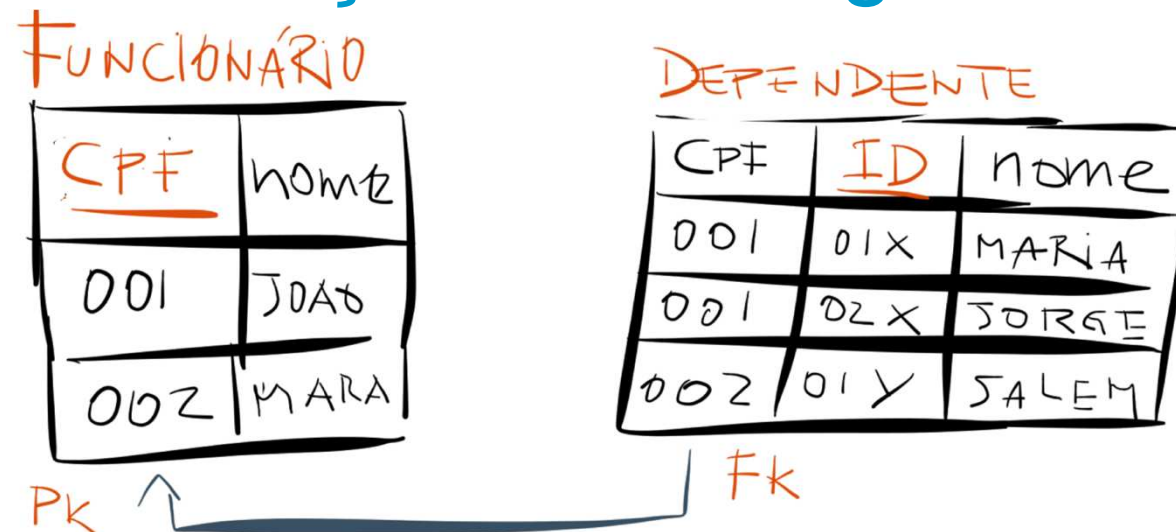 FUNCIONÁRIO
CPF nome
001 JOAO
002 MARA
PK
DEPENDENTE
CPF ID nome
001 01X MARIA
001 02X JORGE
002 01Y SALEM
FK